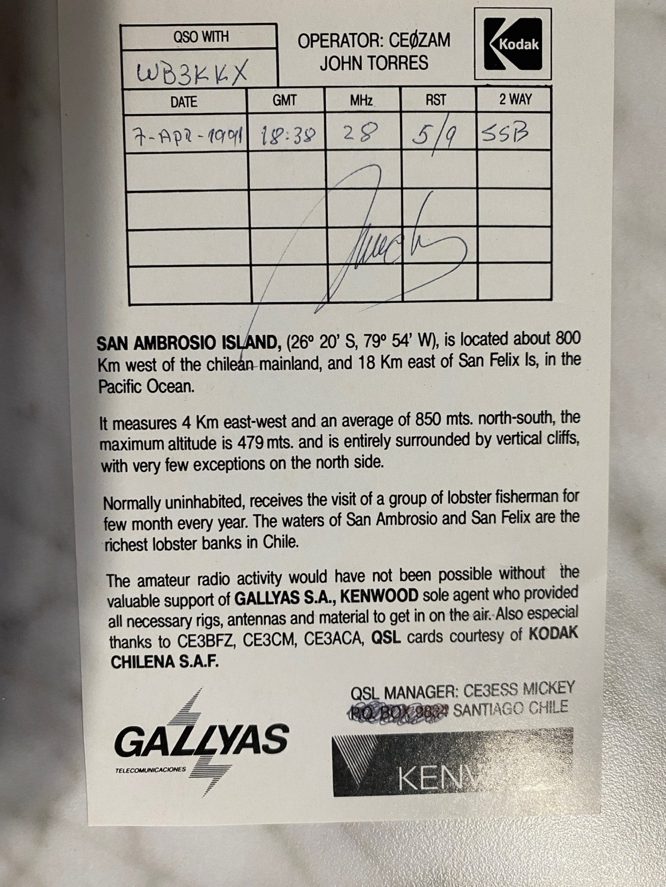 QSO WITH
WB3KKX
OPERATOR: CEØZAM
JOHN TORRES
Kodak
DATE GMT MHz RST 2 WAY
7-APR-1991 18:38 28 5/9 SSB
SAN AMBROSIO ISLAND, (26º 20' S, 79º 54' W), is located about 800
Km west of the chilean mainland, and 18 Km east of San Felix Is, in the
Pacific Ocean.
It measures 4 Km east-west and an average of 850 mts. north-south, the
maximum altitude is 479 mts. and is entirely surrounded by vertical cliffs,
with very few exceptions on the north side.
Normally uninhabited, receives the visit of a group of lobster fisherman for
few month every year. The waters of San Ambrosio and San Felix are the
richest lobster banks in Chile.
The amateur radio activity would have not been possible without the
valuable support of GALLYAS S.A., KENWOOD sole agent who provided
all necessary rigs, antennas and material to get in on the air. Also especial
thanks to CE3BFZ, CE3CM, CE3ACA, QSL cards courtesy of KODAK
CHILENA S.A.F.
QSL MANAGER: CE3ESS MICKEY
P.O. BOX SANTIAGO CHILE
GALLYAS
TELECOMUNICACIONES
KENW